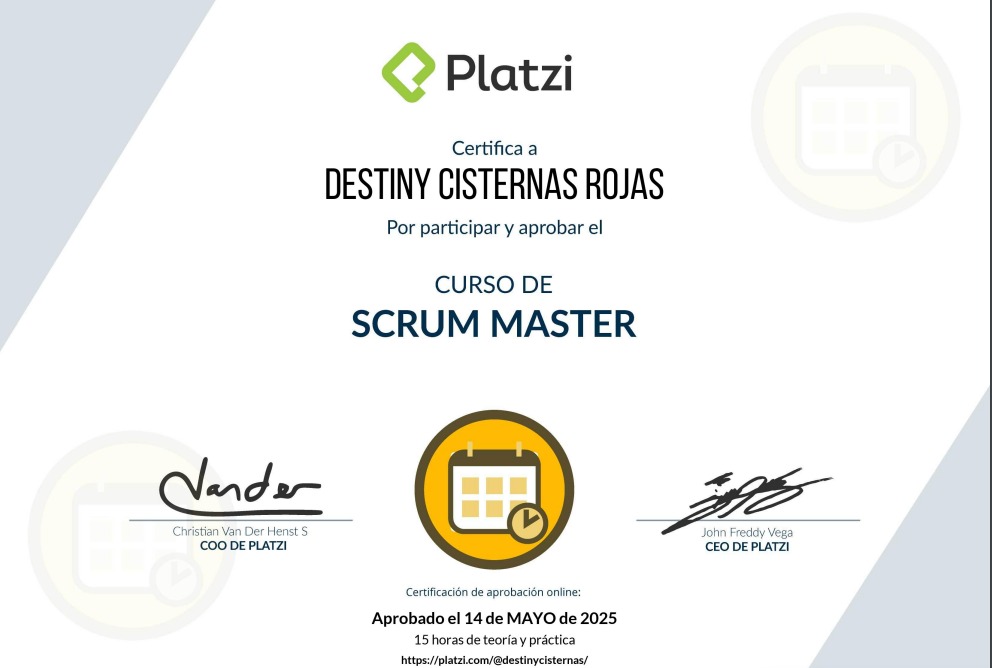 Platzi
Certifica a
DESTINY CISTERNAS ROJAS
Por participar y aprobar el
CURSO DE
SCRUM MASTER
Vander
Christian Van Der Henst S
COO DE PLATZI
John Freddy Vega
CEO DE PLATZI
Certificación de aprobación online:
Aprobado el 14 de MAYO de 2025
15 horas de teoría y práctica
https://platzi.com/@destinycisternas/